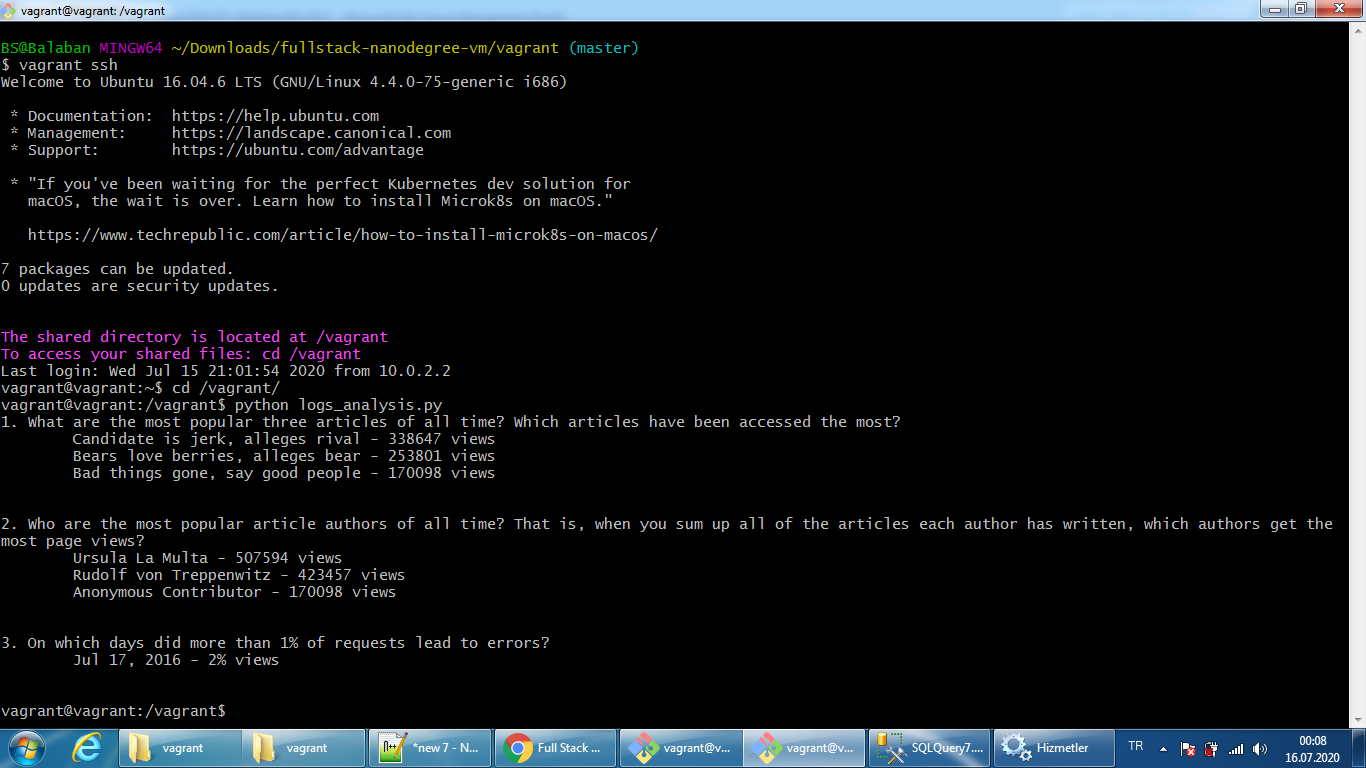 vagrant@vagrant: /vagrant
BS@Balaban MINGW64 ~/Downloads/fullstack-nanodegree-vm/vagrant (master)
$ vagrant ssh
Welcome to Ubuntu 16.04.6 LTS (GNU/Linux 4.4.0-75-generic i686)
* Documentation:  https://help.ubuntu.com
* Management:     https://landscape.canonical.com
* Support:        https://ubuntu.com/advantage
* "If you've been waiting for the perfect Kubernetes dev solution for
macOS, the wait is over. Learn how to install Microk8s on macOS."
https://www.techrepublic.com/article/how-to-install-microk8s-on-macos/
7 packages can be updated.
0 updates are security updates.
The shared directory is located at /vagrant
To access your shared files: cd /vagrant
Last login: Wed Jul 15 21:01:54 2020 from 10.0.2.2
vagrant@vagrant:~$ cd /vagrant/
vagrant@vagrant:/vagrant$ python logs_analysis.py
1. What are the most popular three articles of all time? Which articles have been accessed the most?
Candidate is jerk, alleges rival - 338647 views
Bears love berries, alleges bear - 253801 views
Bad things gone, say good people - 170098 views
2. Who are the most popular article authors of all time? That is, when you sum up all of the articles each author has written, which authors get the
most page views?
Ursula La Multa - 507594 views
Rudolf von Treppenwitz - 423457 views
Anonymous Contributor - 170098 views
3. On which days did more than 1% of requests lead to errors?
Jul 17, 2016 - 2% views
vagrant@vagrant:/vagrant$
vagrant
vagrant
*new 7 - N...
Full Stack ...
vagrant@v...
vagrant@v...
SQLQuery7....
Hizmetler
TR
00:08
16.07.2020